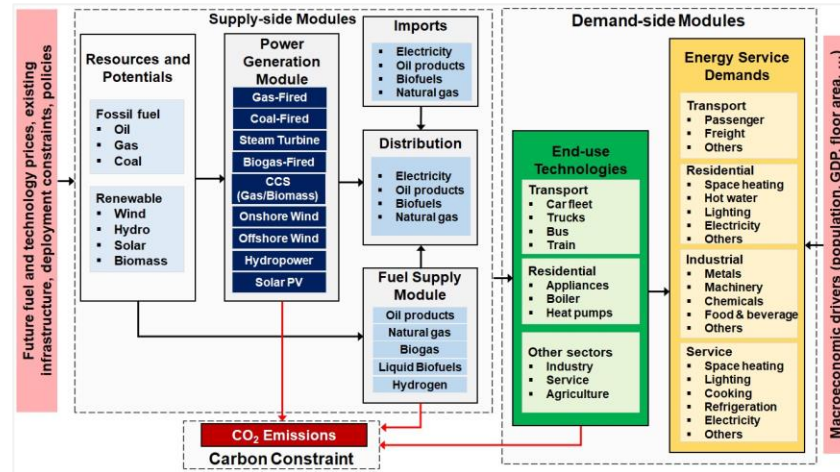 Future fuel and technology prices, existing
infrastructure, deployment constraints, policies
Supply-side Modules
Resources and
Potentials
Fossil fuel
▪ Oil
▪ Gas
▪ Coal
Renewable
▪ Wind
▪ Hydro
▪ Solar
▪ Biomass
Power
Generation
Module
Gas-Fired
Coal-Fired
Steam Turbine
Biogas-Fired
CCS
(Gas/Biomass)
Onshore Wind
Offshore Wind
Hydropower
Solar PV
Imports
▪ Electricity
▪ Oil products
▪ Biofuels
▪ Natural gas
Distribution
▪ Electricity
▪ Oil products
▪ Biofuels
▪ Natural gas
Fuel Supply
Module
Oil products
Natural gas
Biogas
Liquid Biofuels
Hydrogen
CO₂ Emissions
Carbon Constraint
Demand-side Modules
End-use
Technologies
Transport
▪ Car fleet
▪ Trucks
▪ Bus
▪ Train
Residential
▪ Appliances
▪ Boiler
▪ Heat pumps
Other sectors
▪ Industry
▪ Service
▪ Agriculture
Energy Service
Demands
Transport
▪ Passenger
▪ Freight
▪ Others
Residential
▪ Space heating
▪ Hot water
▪ Lighting
▪ Electricity
▪ Others
Industrial
▪ Metals
▪ Machinery
▪ Chemicals
▪ Food & beverage
▪ Others
Service
▪ Space heating
▪ Lighting
▪ Cooking
▪ Refrigeration
▪ Electricity
▪ Others
Macroeconomic drivers (population, GDP, floor area, ...)